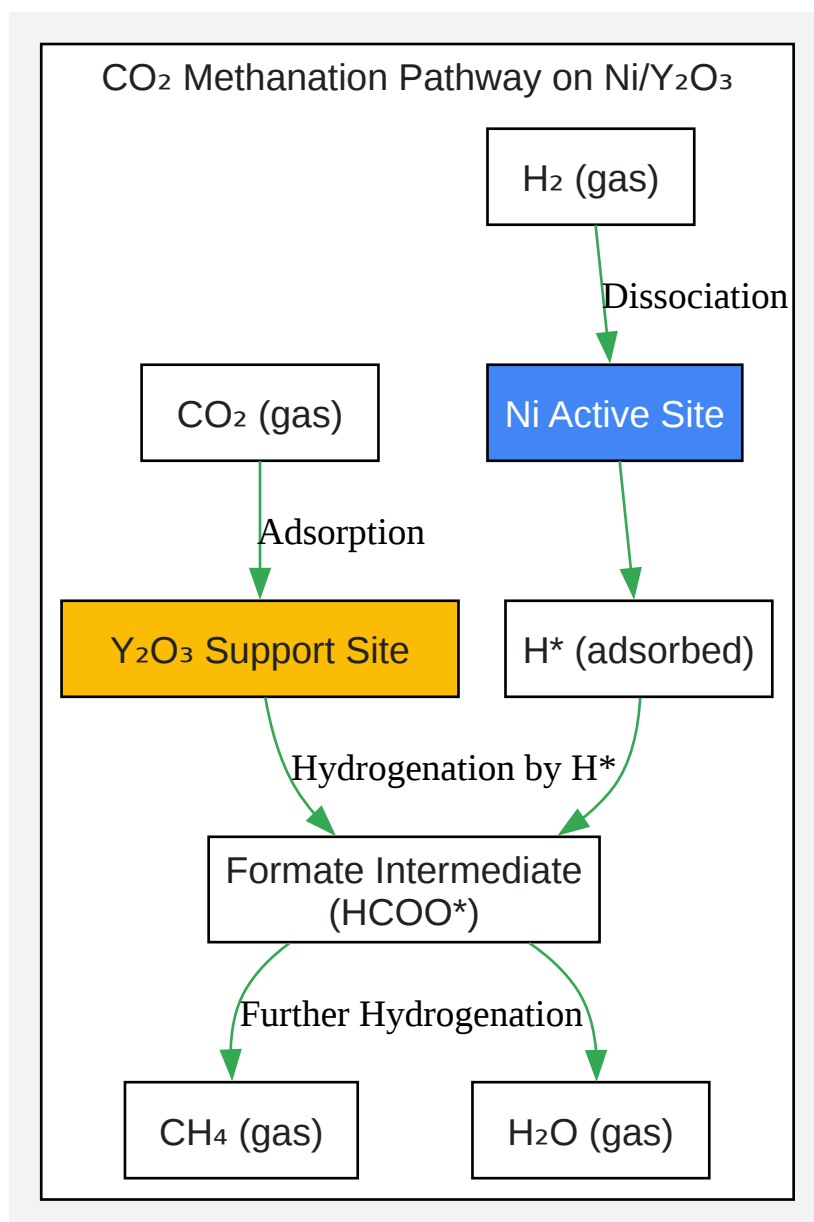 CO₂ Methanation Pathway on Ni/Y₂O₃
H₂ (gas)
Dissociation
CO₂ (gas)
Ni Active Site
Adsorption
Y₂O₃ Support Site
H* (adsorbed)
Hydrogenation by H*
Formate Intermediate
(HCOO*)
Further Hydrogenation
CH₄ (gas)
H₂O (gas)